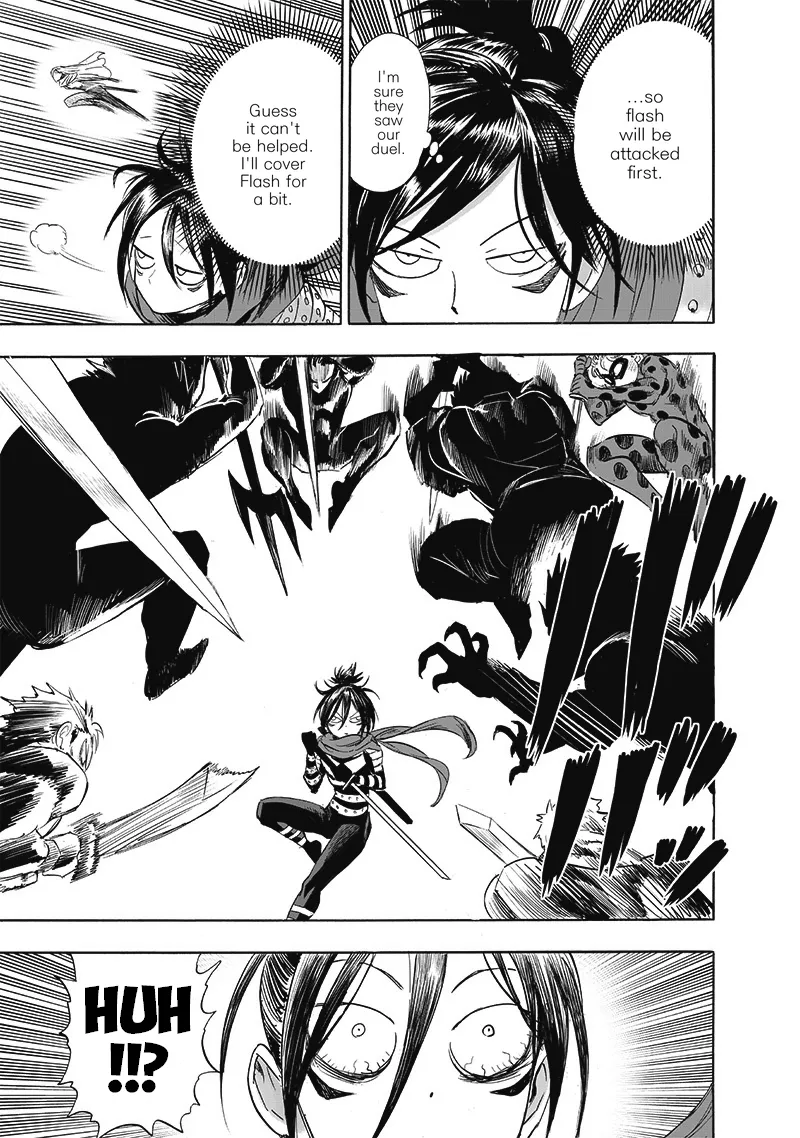 ...so
flash
will be
attacked
first.
I'm
sure
they
saw
our
duel.
Guess
it can't
be helped.
I'll cover
Flash for
a bit.
HUH
!!?